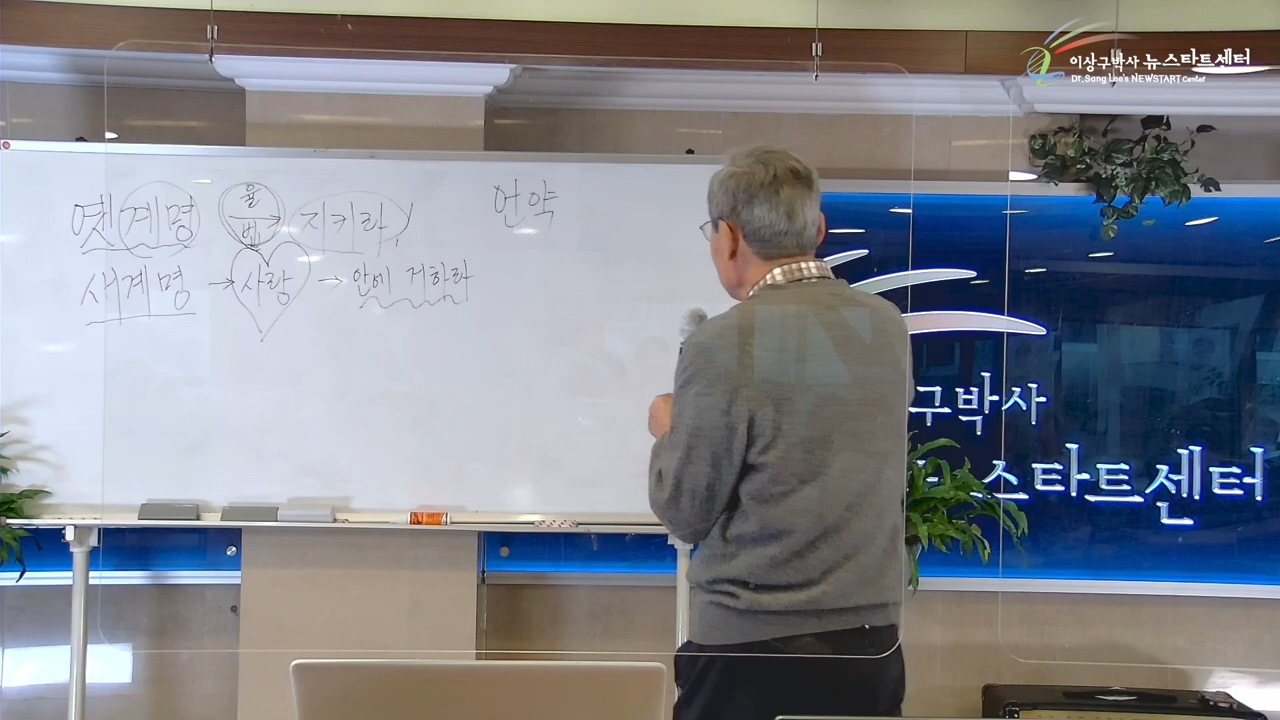 이상구박사 뉴스타트센터
Dr. Sang Lee's NEWSTART Center
옛계명 율법 → 지키라, 언약
새계명 → 사랑 → 안에 거하라
구박사
스타트센터